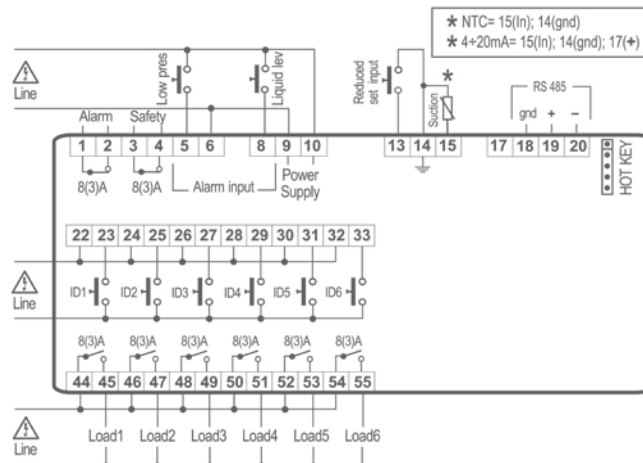 * NTC= 15(In); 14(gnd)
* 4÷20mA= 15(In); 14(gnd); 17(+)
Line
Low pres
Liquid lev
Reduced set input
Suction
*
RS 485
gnd + −
Alarm Safety
1 2 3 4 5 6 8 9 10 13 14 15 17 18 19 20
8(3)A 8(3)A Alarm input Power Supply
HOT KEY
22 23 24 25 26 27 28 29 30 31 32 33
Line
ID1 ID2 ID3 ID4 ID5 ID6
8(3)A 8(3)A 8(3)A 8(3)A 8(3)A 8(3)A
44 45 46 47 48 49 50 51 52 53 54 55
Line
Load1 Load2 Load3 Load4 Load5 Load6